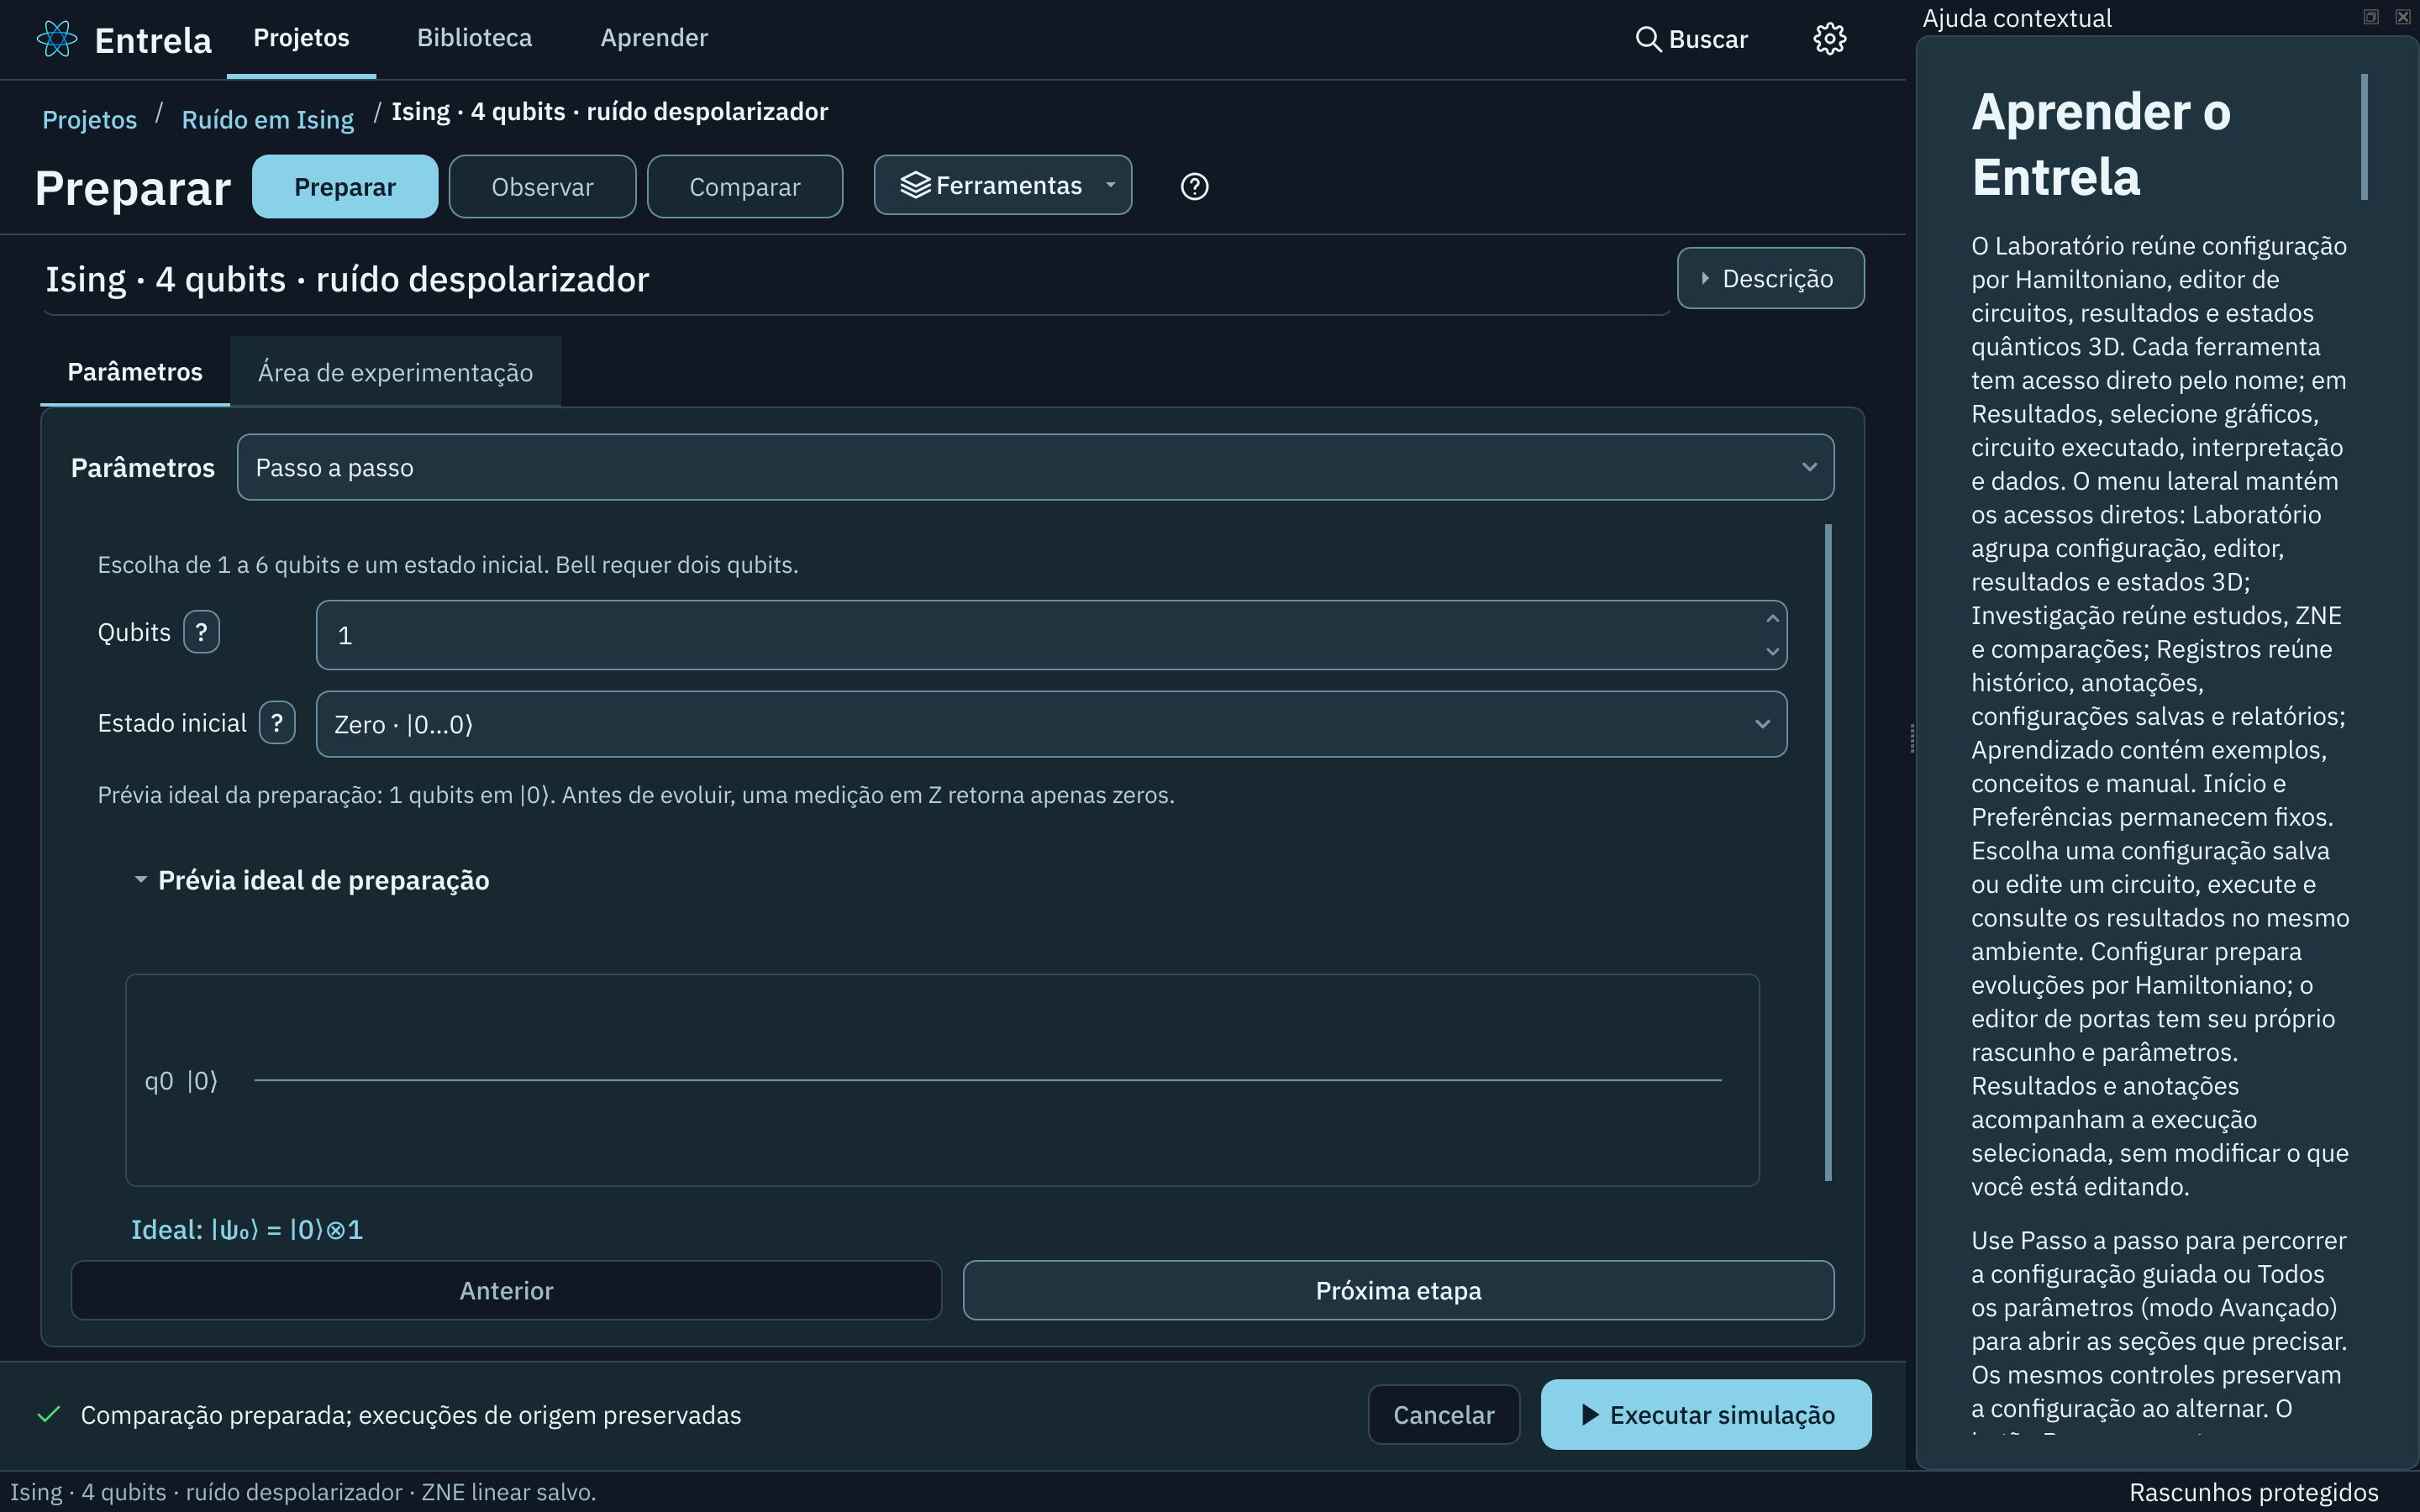 Entrela
Projetos
Biblioteca
Aprender
Buscar
Projetos / Ruído em Ising / Ising · 4 qubits · ruído despolarizador
Preparar
Preparar
Observar
Comparar
Ferramentas
?
Ising · 4 qubits · ruído despolarizador
Descrição
Parâmetros
Área de experimentação
Parâmetros
Passo a passo
Escolha de 1 a 6 qubits e um estado inicial. Bell requer dois qubits.
Qubits ?
1
Estado inicial ?
Zero · |0…0⟩
Prévia ideal da preparação: 1 qubits em |0⟩. Antes de evoluir, uma medição em Z retorna apenas zeros.
Prévia ideal de preparação
q0 |0⟩
Ideal: |ψ₀⟩ = |0⟩⊗1
Anterior
Próxima etapa
Comparação preparada; execuções de origem preservadas
Cancelar
Executar simulação
Ising · 4 qubits · ruído despolarizador · ZNE linear salvo.
Ajuda contextual
Aprender o
Entrela
O Laboratório reúne configuração
por Hamiltoniano, editor de
circuitos, resultados e estados
quânticos 3D. Cada ferramenta
tem acesso direto pelo nome; em
Resultados, selecione gráficos,
circuito executado, interpretação
e dados. O menu lateral mantém
os acessos diretos: Laboratório
agrupa configuração, editor,
resultados e estados 3D;
Investigação reúne estudos, ZNE
e comparações; Registros reúne
histórico, anotações,
configurações salvas e relatórios;
Aprendizado contém exemplos,
conceitos e manual. Início e
Preferências permanecem fixos.
Escolha uma configuração salva
ou edite um circuito, execute e
consulte os resultados no mesmo
ambiente. Configurar prepara
evoluções por Hamiltoniano; o
editor de portas tem seu próprio
rascunho e parâmetros.
Resultados e anotações
acompanham a execução
selecionada, sem modificar o que
você está editando.
Use Passo a passo para percorrer
a configuração guiada ou Todos
os parâmetros (modo Avançado)
para abrir as seções que precisar.
Os mesmos controles preservam
a configuração ao alternar. O
Rascunhos protegidos